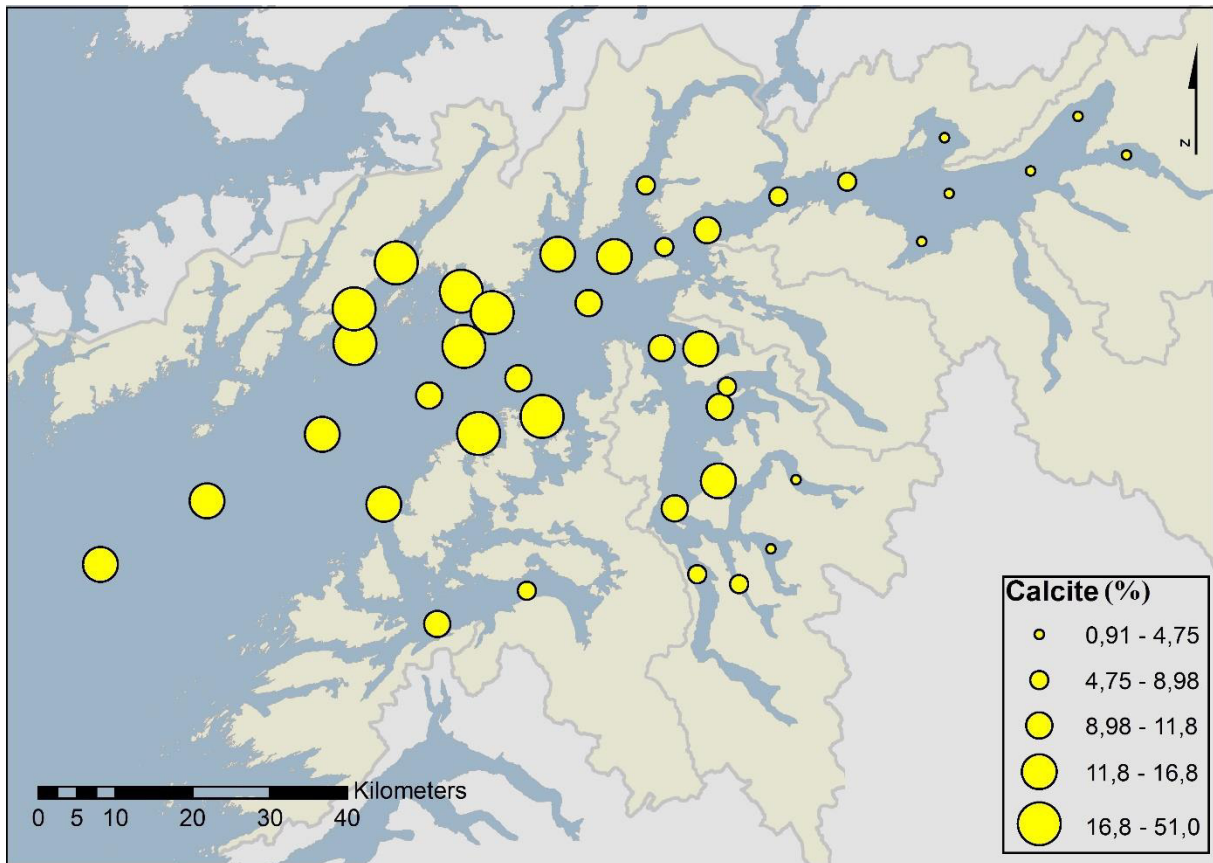 N
Calcite (%)
0,91 - 4,75
4,75 - 8,98
8,98 - 11,8
11,8 - 16,8
16,8 - 51,0
Kilometers
0 5 10 20 30 40